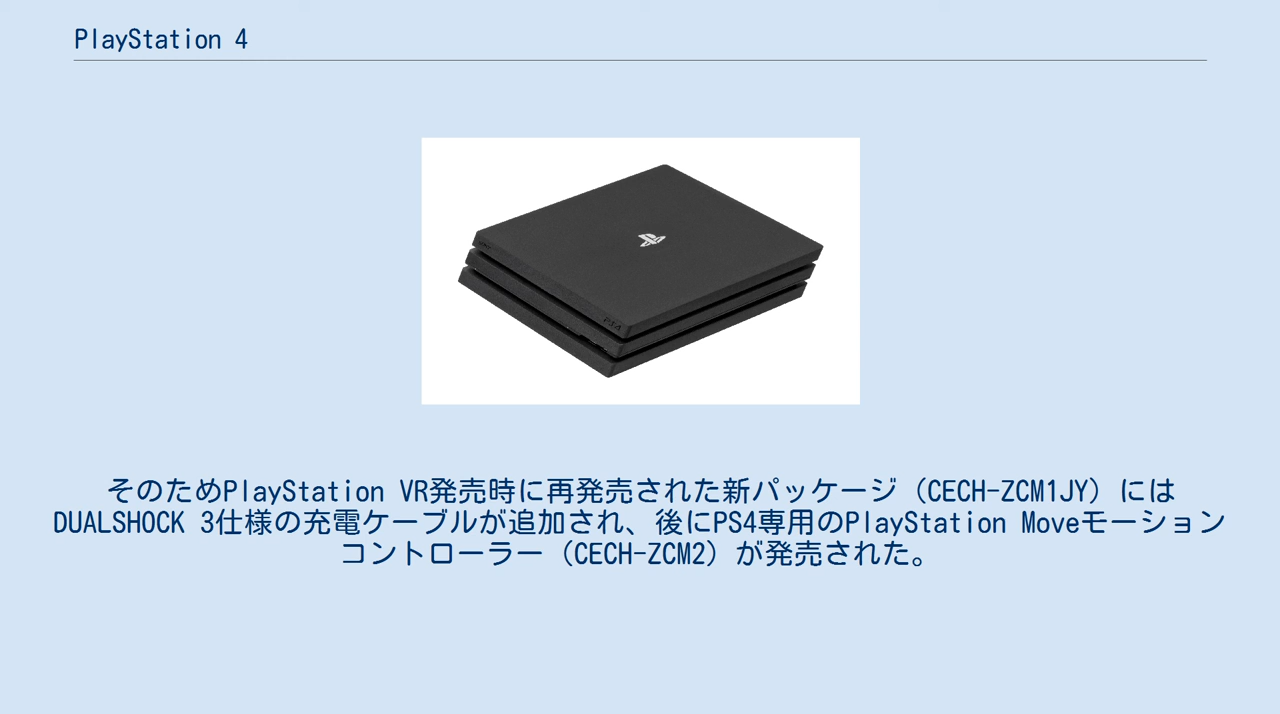 PlayStation 4
PS4
そのためPlayStation VR発売時に再発売された新パッケージ（CECH-ZCM1JY）には
DUALSHOCK 3仕様の充電ケーブルが追加され、後にPS4専用のPlayStation Moveモーション
コントローラー（CECH-ZCM2）が発売された。